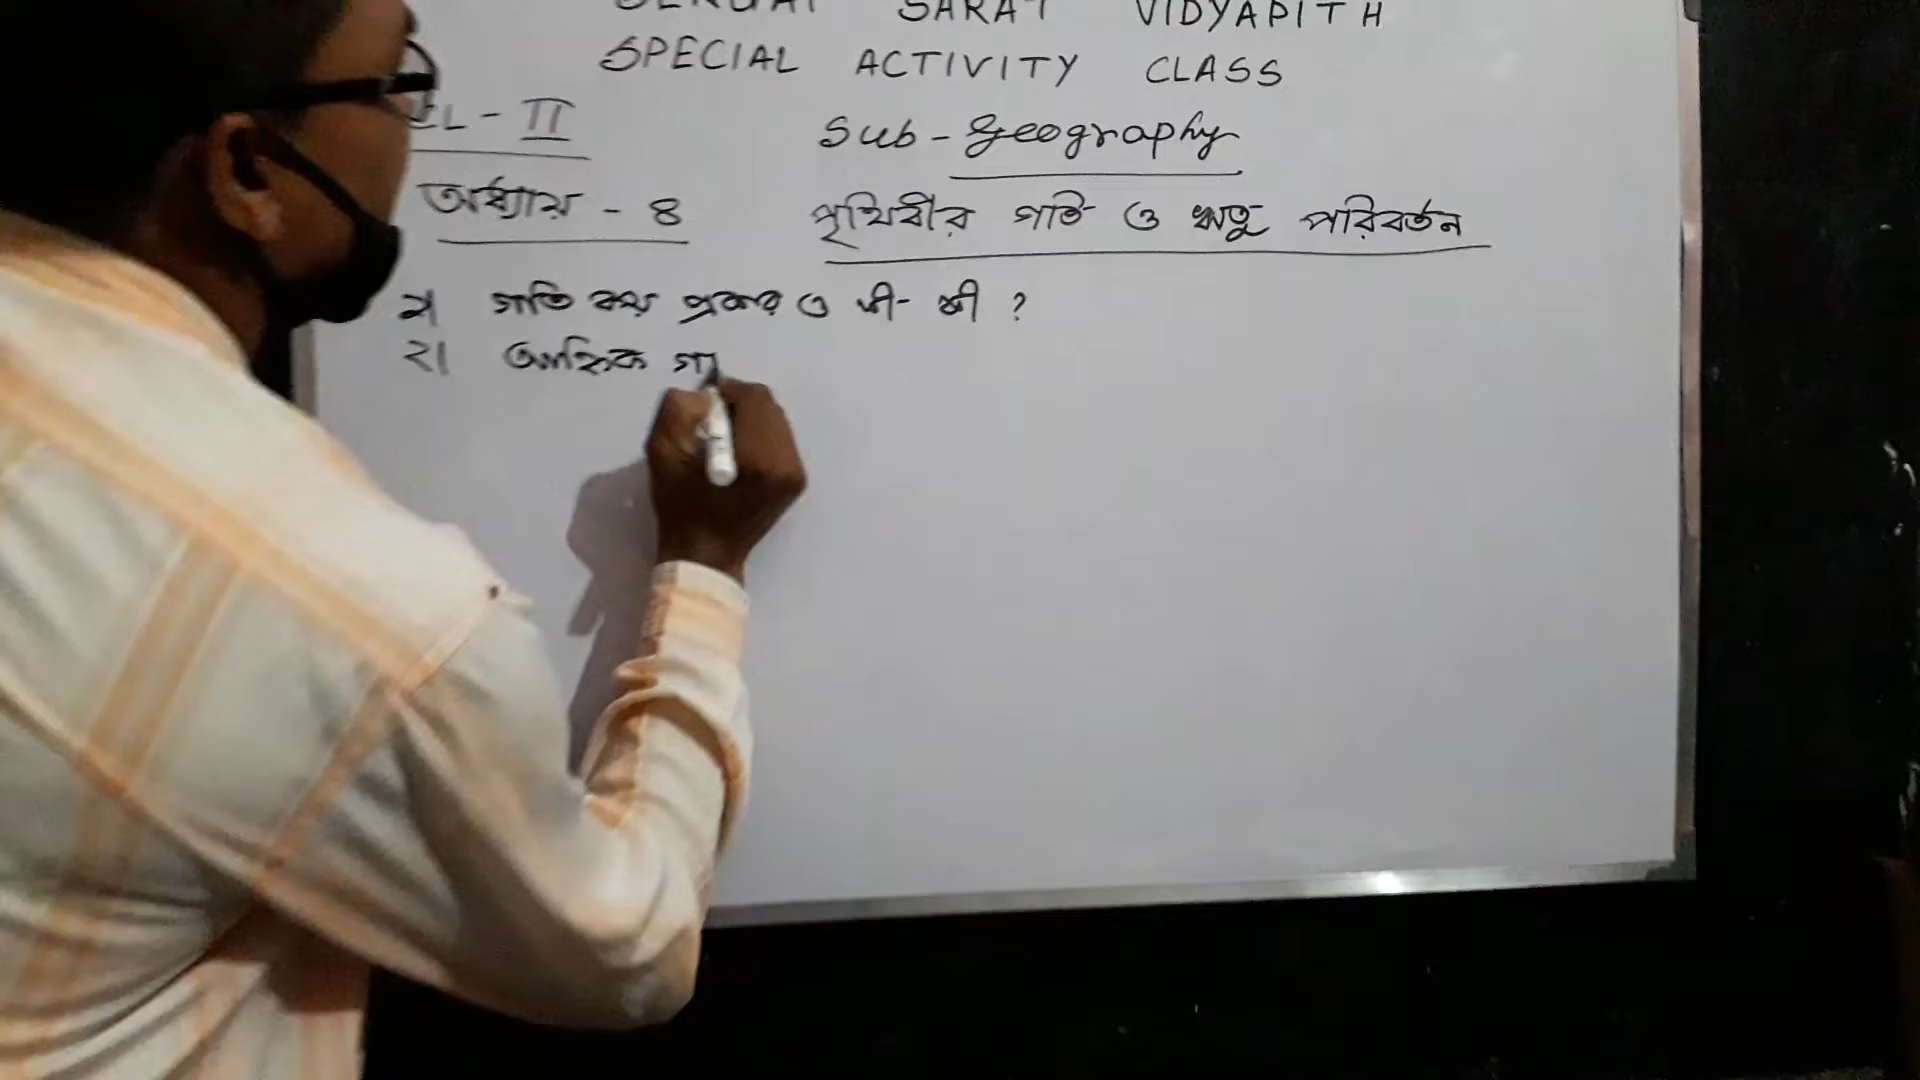 SARAT VIDYAPITH
SPECIAL ACTIVITY CLASS
EL - II Sub - Geography
অধ্যায় - ৪ পৃথিবীর গতি ও ঋতু পরিবর্তন
১। গতি কয় প্রকার ও কী - কী ?
২। আহ্নিক গ